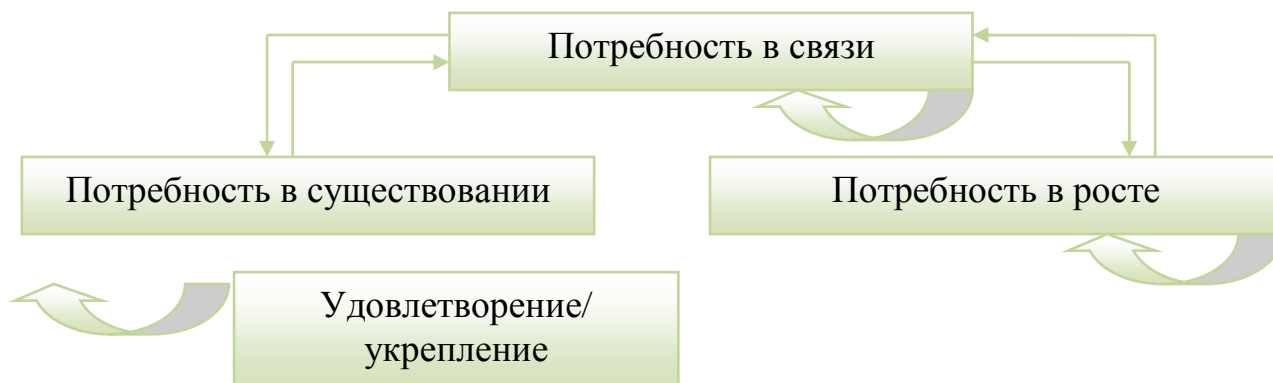 Потребность в связи
Потребность в существовании
Потребность в росте
Удовлетворение/
укрепление